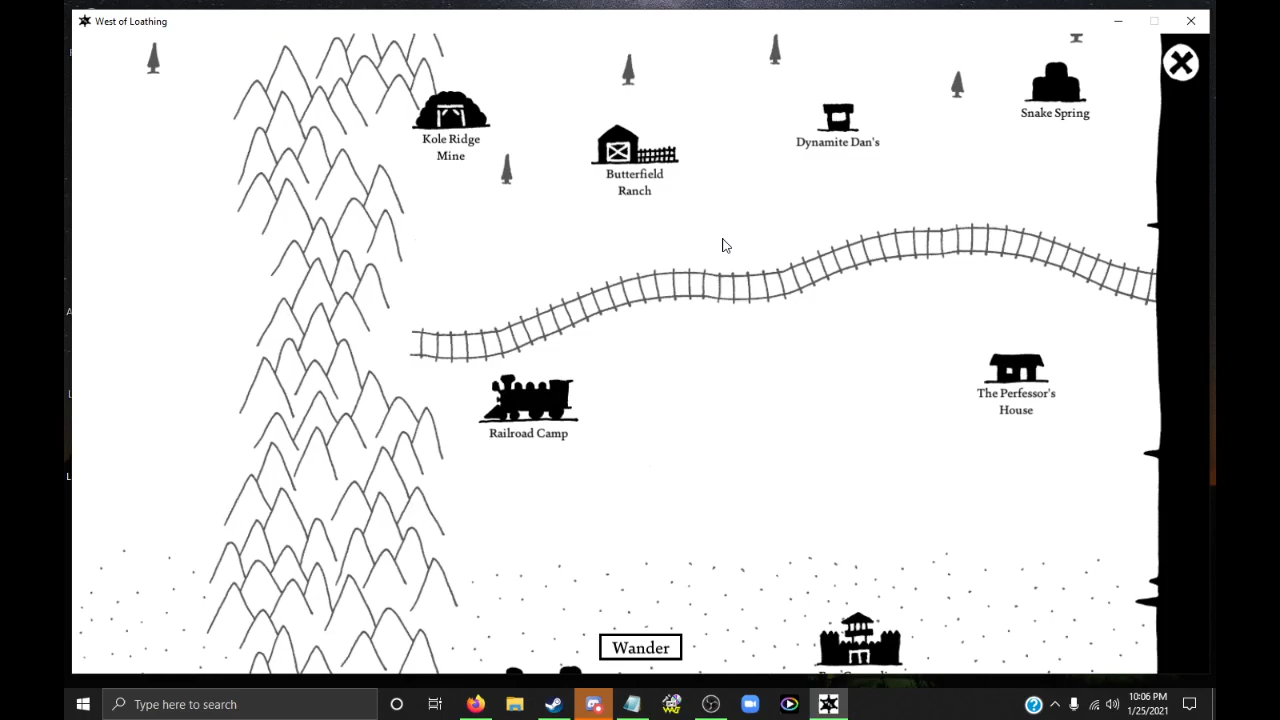 West of Loathing
Snake Spring
Kole Ridge
Mine
Dynamite Dan's
Butterfield
Ranch
The Perfessor's
House
Railroad Camp
Wander
Type here to search
10:06 PM
1/25/2021